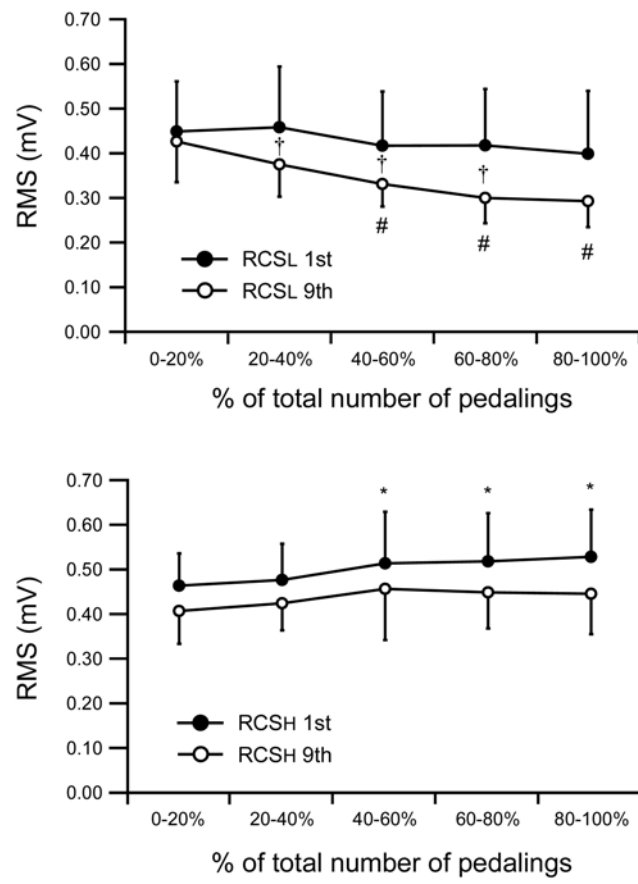 0.70
0.60
0.50
0.40
0.30
0.20
0.10
0.00
RMS (mV)
†
†
†
#
#
#
RCSL 1st
RCSL 9th
0-20% 20-40% 40-60% 60-80% 80-100%
% of total number of pedalings
0.70
0.60
0.50
0.40
0.30
0.20
0.10
0.00
RMS (mV)
* * *
RCSH 1st
RCSH 9th
0-20% 20-40% 40-60% 60-80% 80-100%
% of total number of pedalings